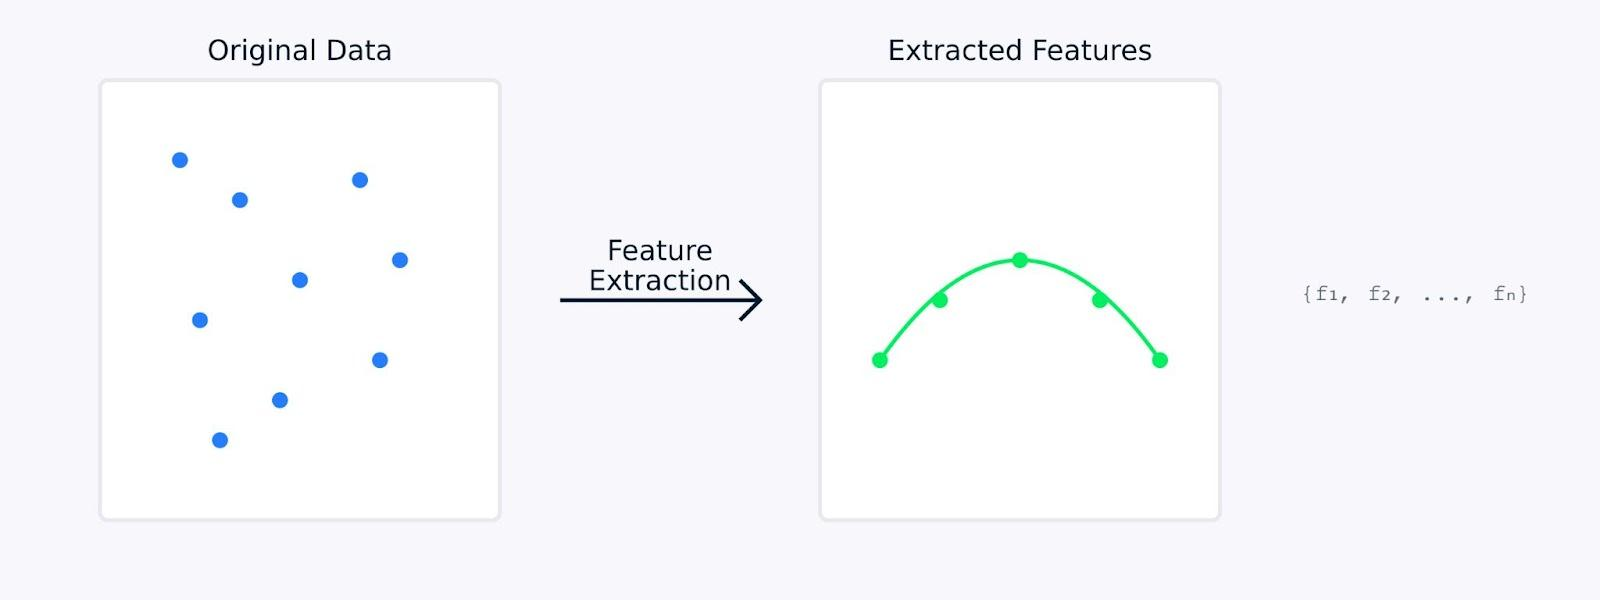 Original Data
Extracted Features
Feature
Extraction
{f₁, f₂, ..., fₙ}